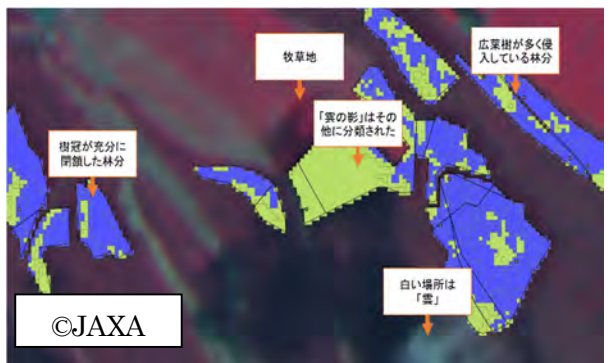 牧草地
広葉樹が多く侵
入している林分
「雲の影」はその
他に分類された
樹冠が充分に
閉鎖した林分
白い場所は
「雲」
©JAXA